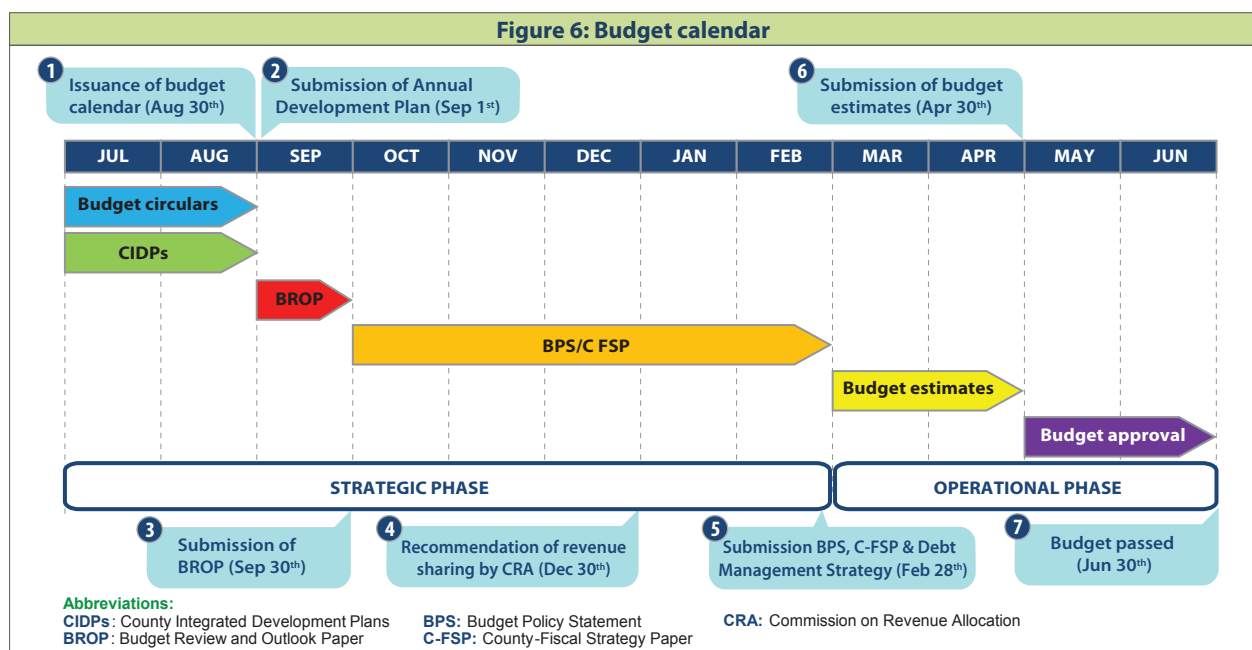 Figure 6: Budget calendar
1
Issuance of budget
calendar (Aug 30th)
2
Submission of Annual
Development Plan (Sep 1st)
6
Submission of budget
estimates (Apr 30th)
JUL AUG SEP OCT NOV DEC JAN FEB MAR APR MAY JUN
Budget circulars
CIDPs
BROP
BPS/C FSP
Budget estimates
Budget approval
STRATEGIC PHASE
OPERATIONAL PHASE
3
Submission of
BROP (Sep 30th)
4
Recommendation of revenue
sharing by CRA (Dec 30th)
5
Submission BPS, C-FSP & Debt
Management Strategy (Feb 28th)
7
Budget passed
(Jun 30th)
Abbreviations:
CIDPs: County Integrated Development Plans
BROP: Budget Review and Outlook Paper
BPS: Budget Policy Statement
C-FSP: County-Fiscal Strategy Paper
CRA: Commission on Revenue Allocation